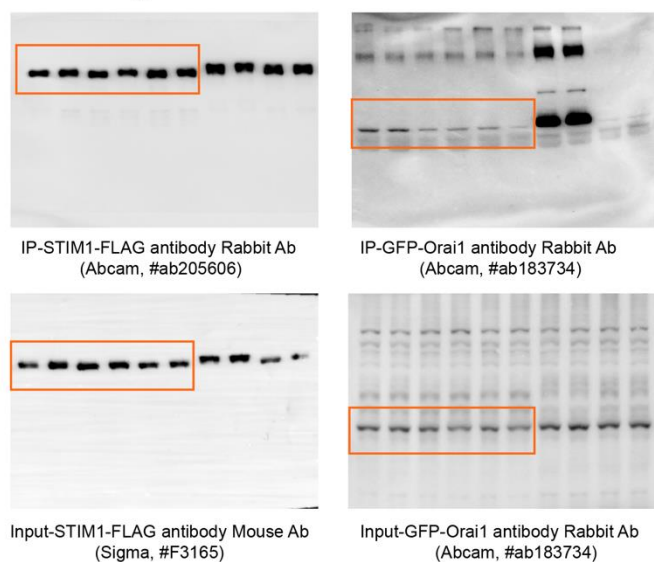 IP-STIM1-FLAG antibody Rabbit Ab
(Abcam, #ab205606)
IP-GFP-Orai1 antibody Rabbit Ab
(Abcam, #ab183734)
Input-STIM1-FLAG antibody Mouse Ab
(Sigma, #F3165)
Input-GFP-Orai1 antibody Rabbit Ab
(Abcam, #ab183734)